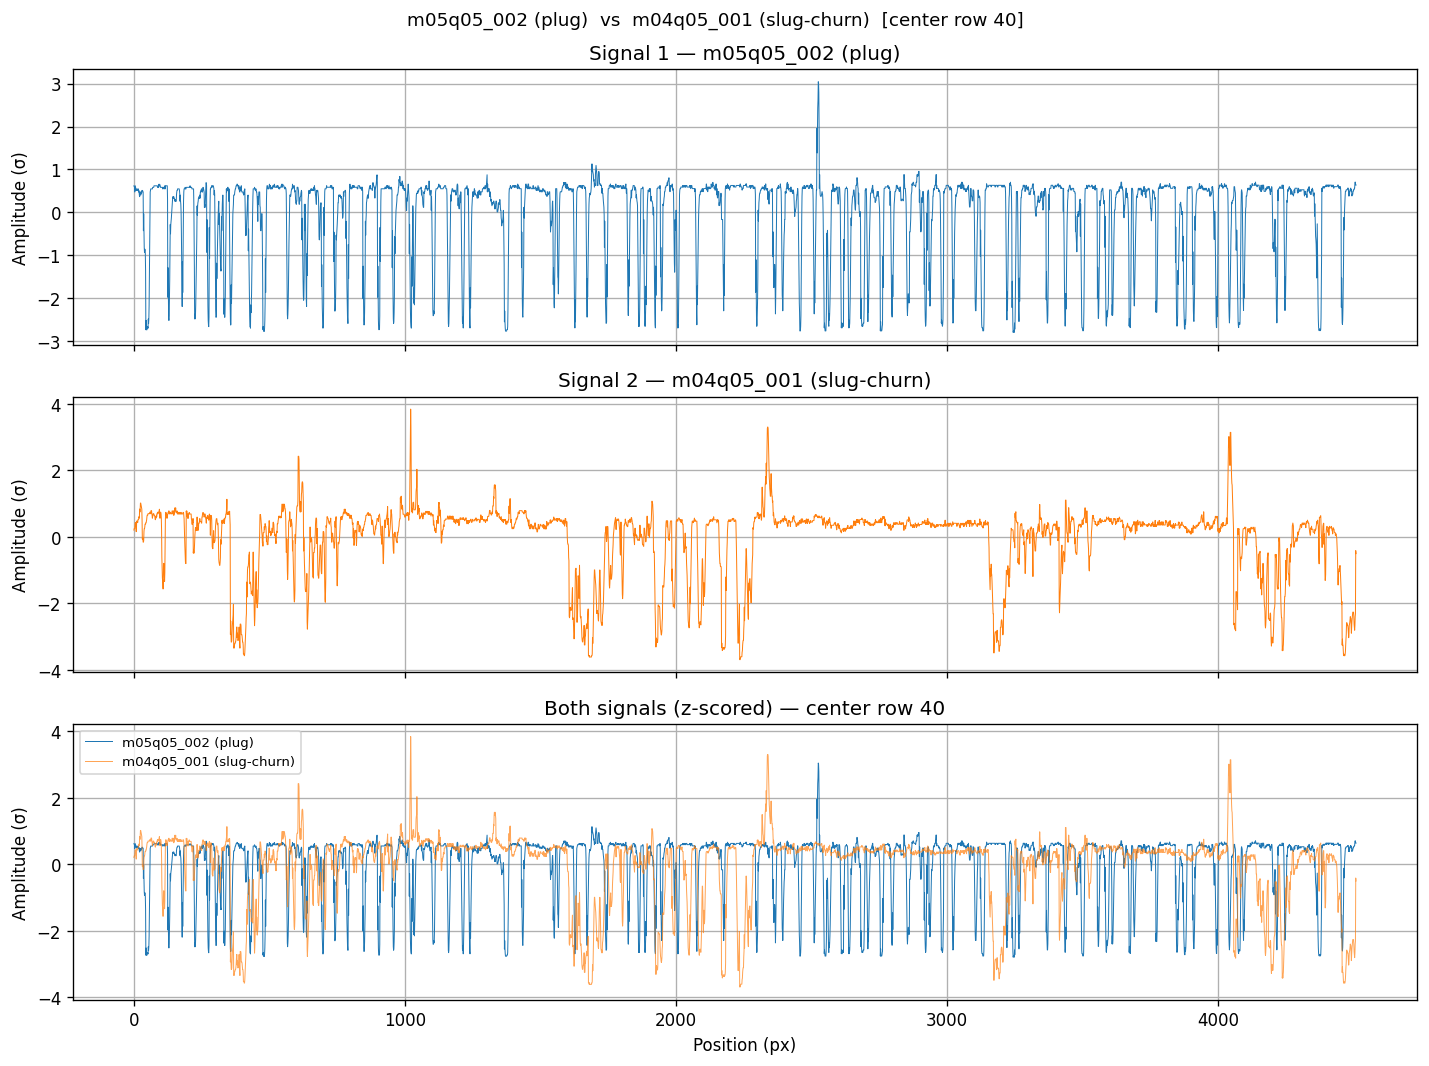 m05q05_002 (plug)  vs  m04q05_001 (slug-churn)  [center row 40]
Signal 1 — m05q05_002 (plug)
3
2
1
0
−1
−2
−3
Amplitude (σ)
Signal 2 — m04q05_001 (slug-churn)
4
2
0
−2
−4
Amplitude (σ)
Both signals (z-scored) — center row 40
m05q05_002 (plug)
m04q05_001 (slug-churn)
4
2
0
−2
−4
Amplitude (σ)
0 1000 2000 3000 4000
Position (px)